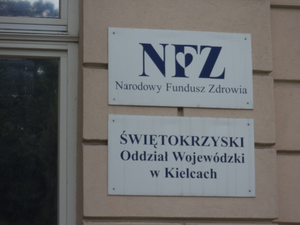 NFZ
Narodowy Fundusz Zdrowia
ŚWIĘTOKRZYSKI
Oddział Wojewódzki
w Kielcach